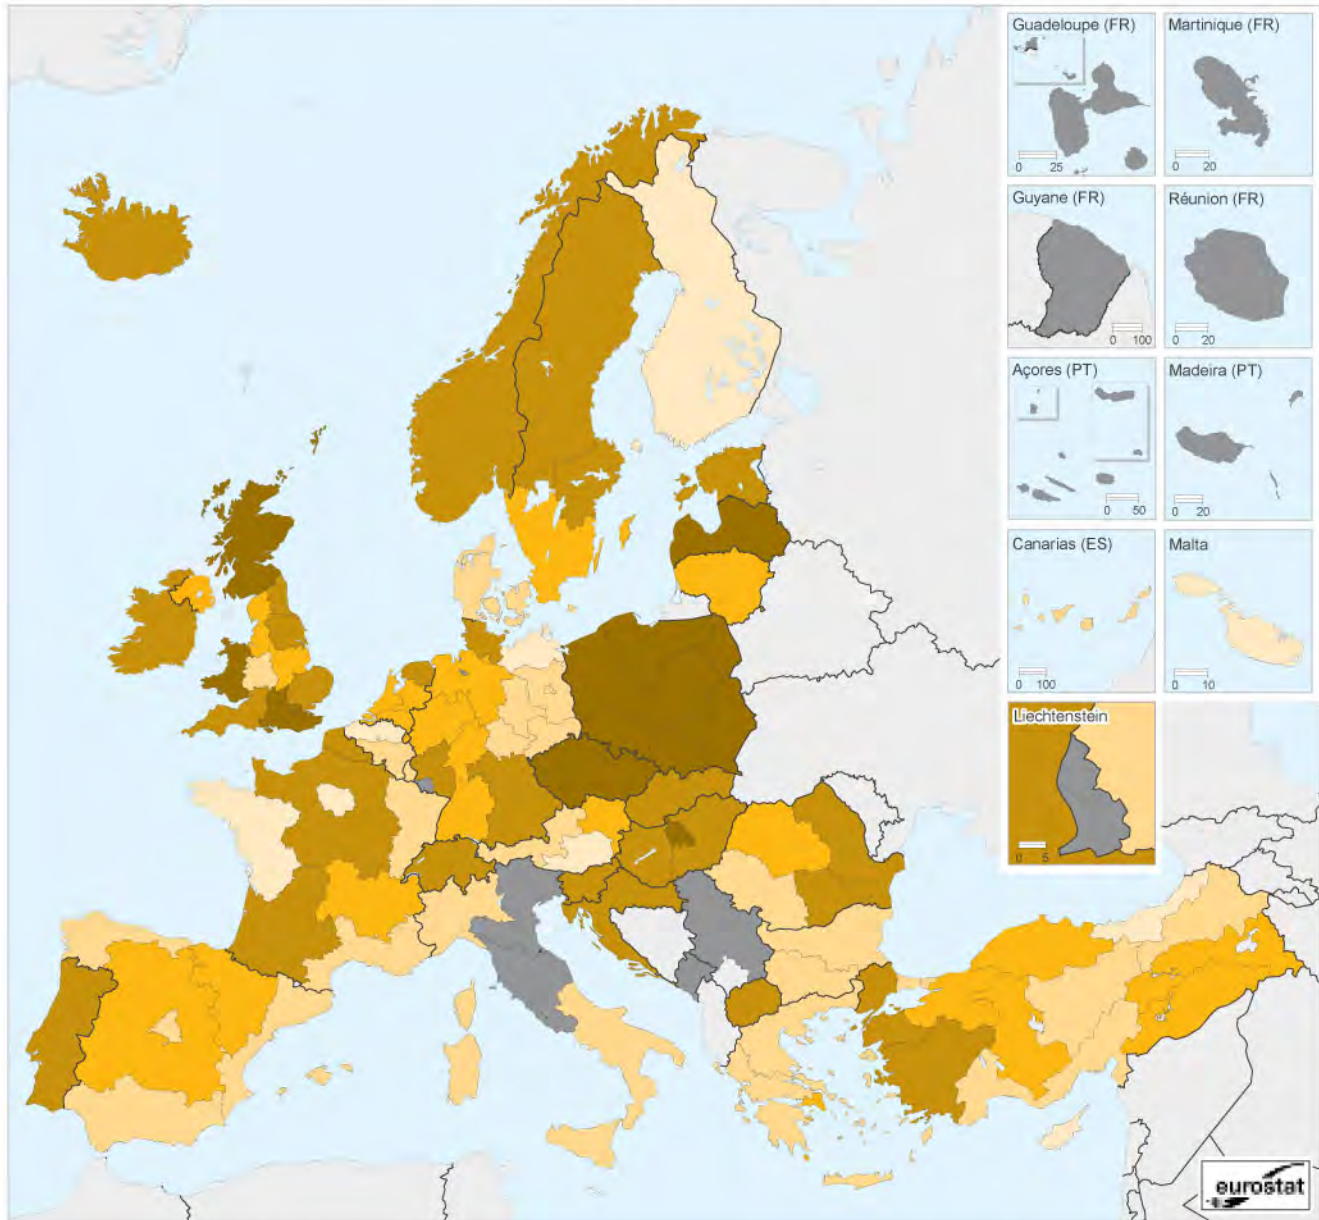 Guadeloupe (FR)
0 25
Martinique (FR)
0 20
Guyane (FR)
0 100
Réunion (FR)
0 20
Açores (PT)
0 50
Madeira (PT)
0 20
Canarias (ES)
0 100
Malta
0 10
Liechtenstein
0 5
eurostat